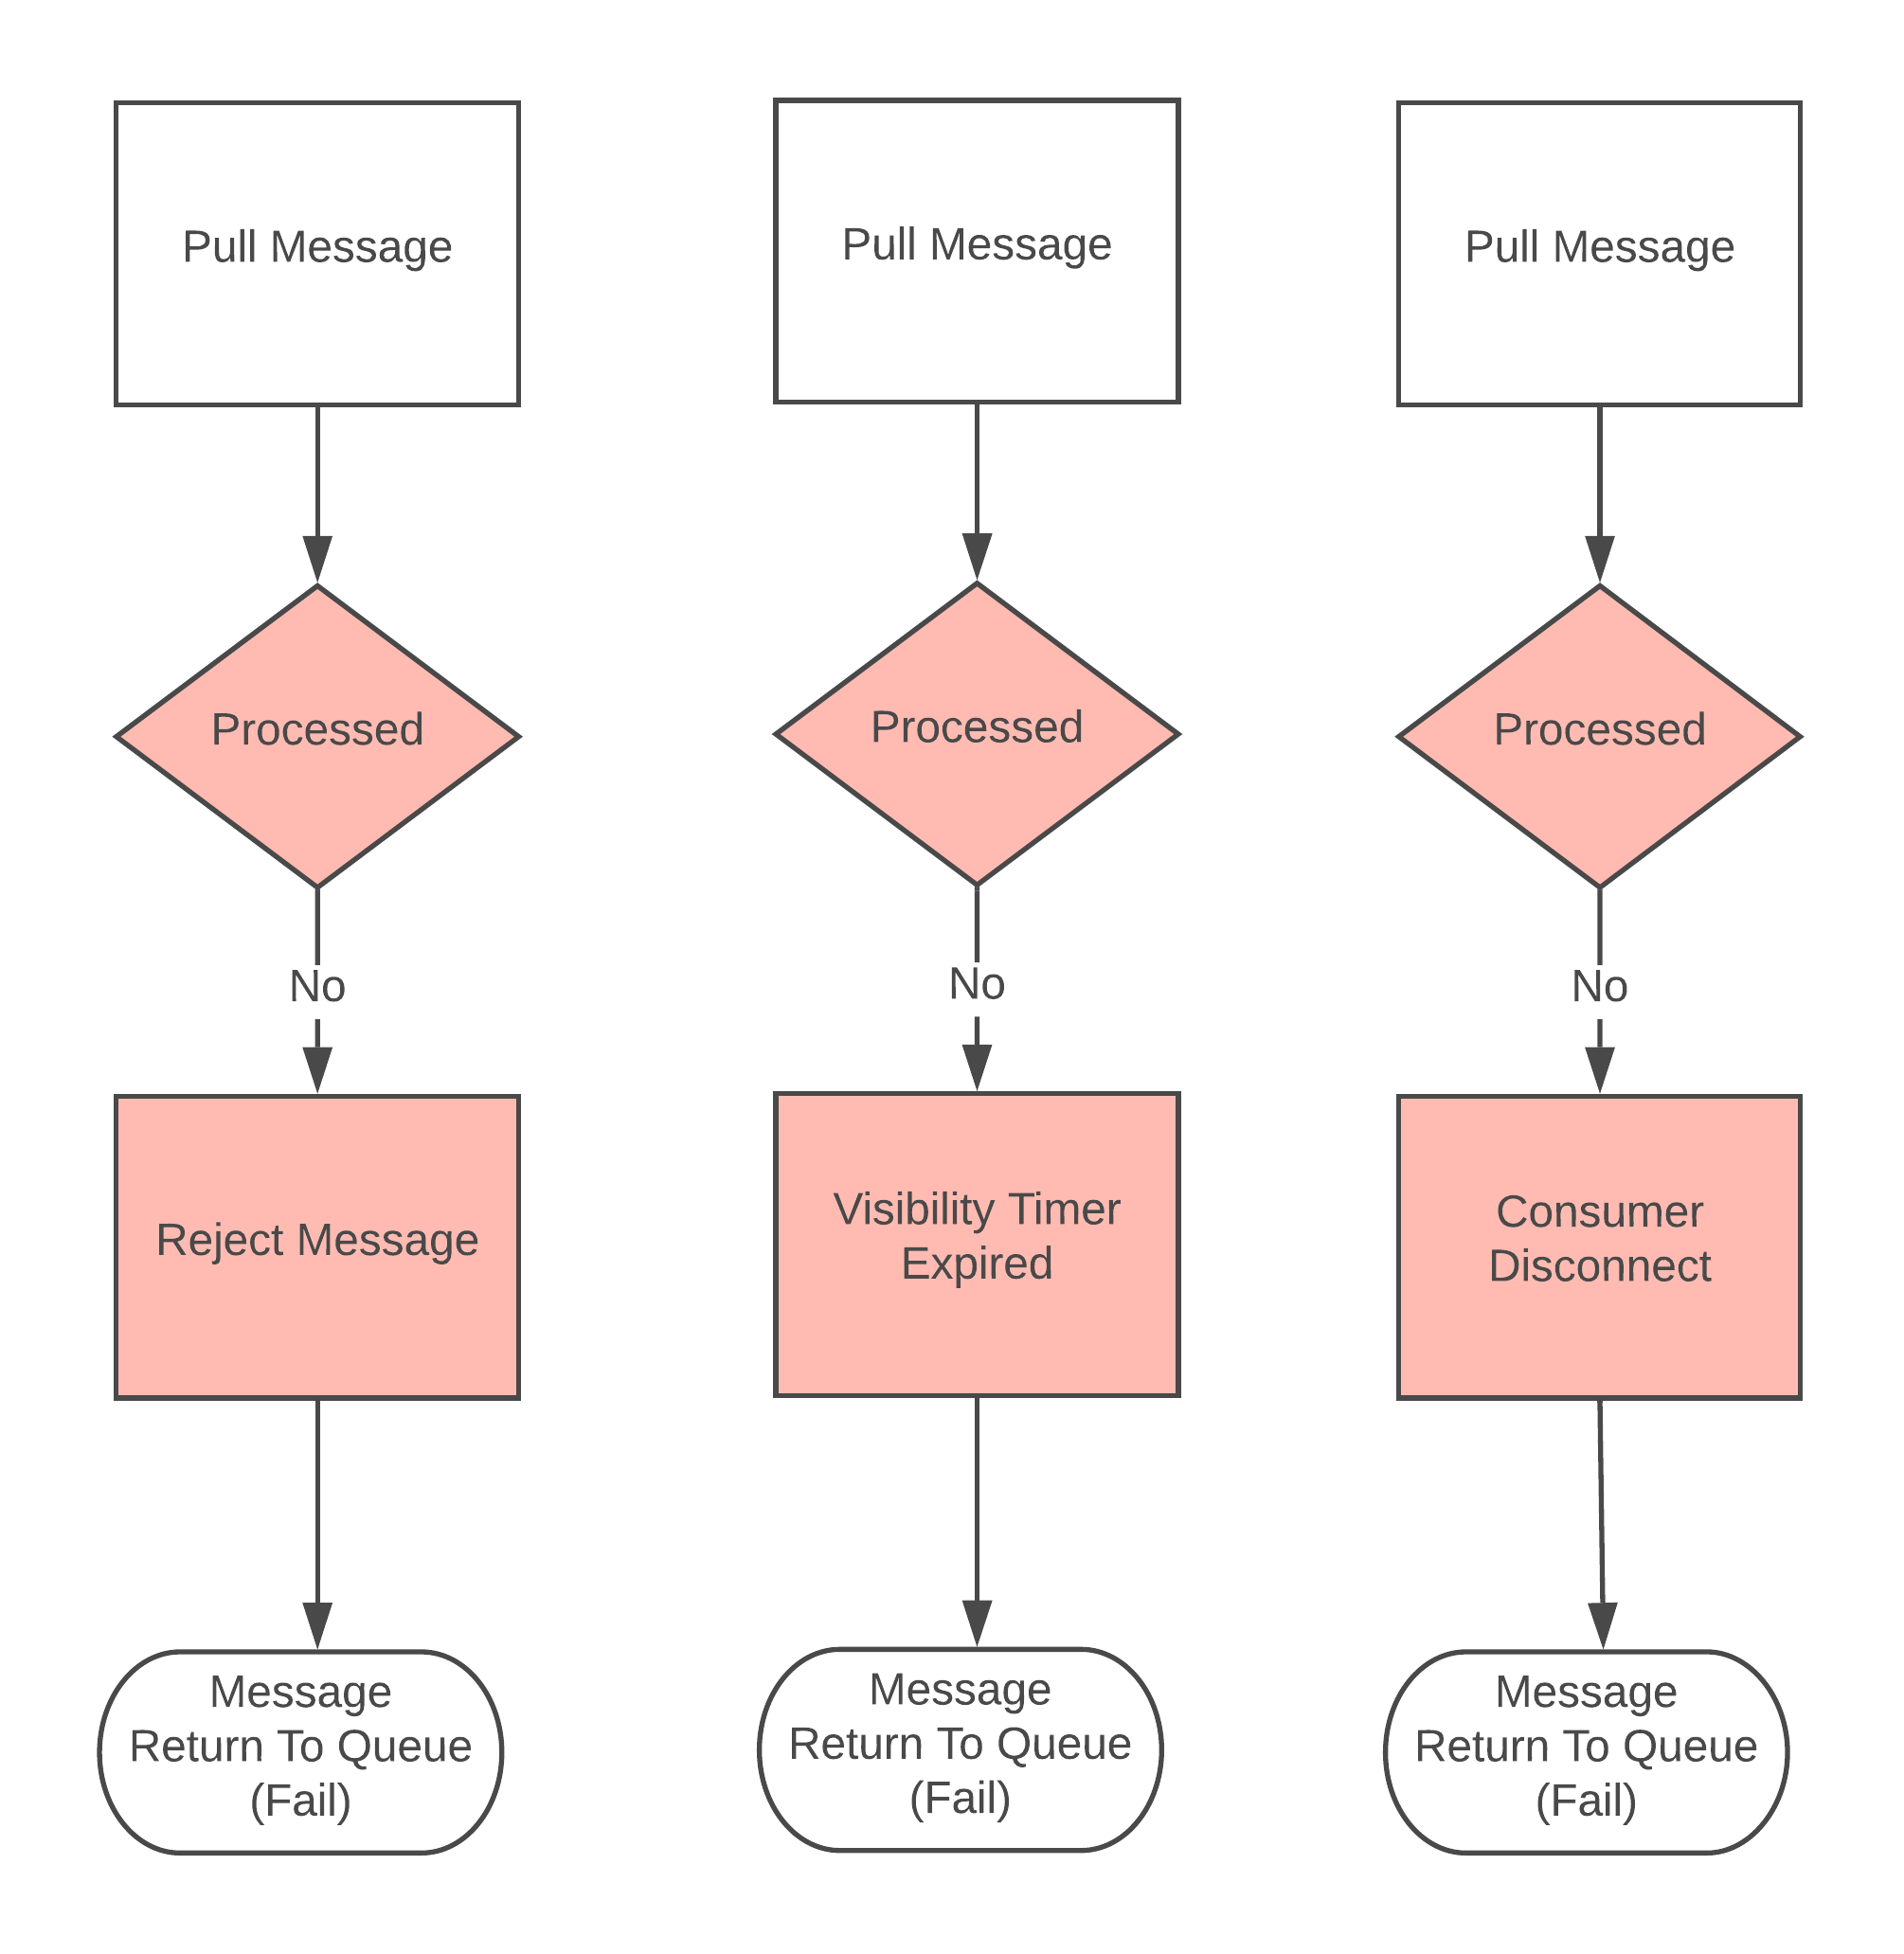 Pull Message
Processed
No
Reject Message
Message
Return To Queue
(Fail)
Pull Message
Processed
No
Visibility Timer
Expired
Message
Return To Queue
(Fail)
Pull Message
Processed
No
Consumer
Disconnect
Message
Return To Queue
(Fail)